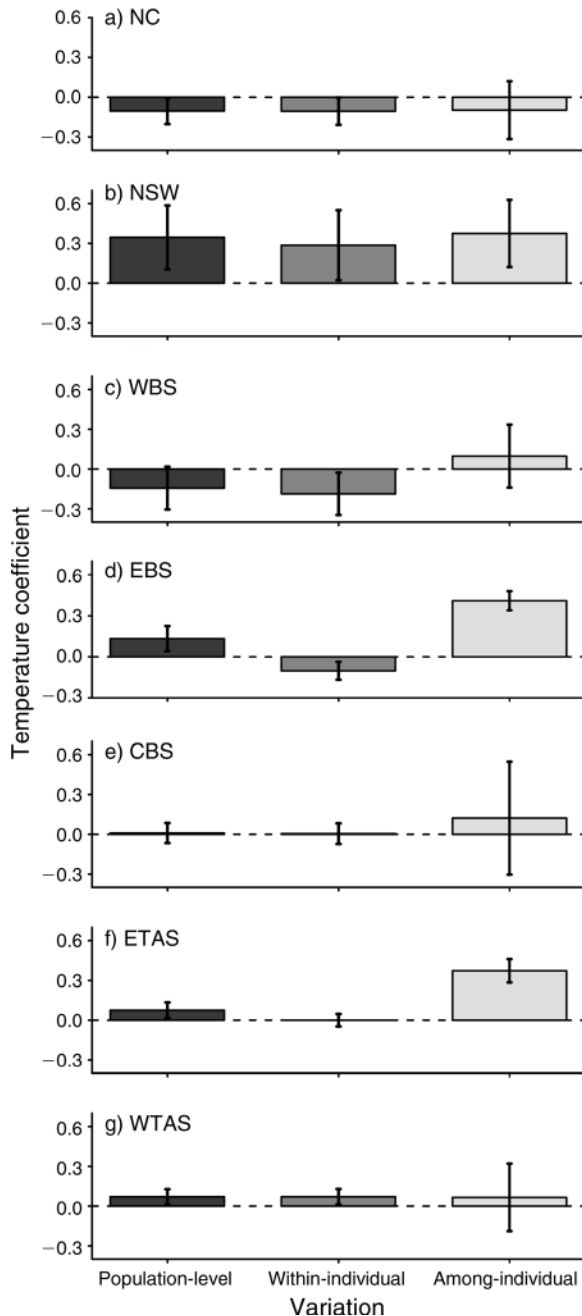 a) NC
0.6
0.0
−0.3
b) NSW
0.6
0.3
0.0
−0.3
c) WBS
0.6
0.3
0.0
−0.3
d) EBS
0.6
0.3
0.0
−0.3
e) CBS
0.6
0.3
0.0
−0.3
f) ETAS
0.6
0.3
0.0
−0.3
g) WTAS
0.6
0.3
0.0
−0.3
Temperature coefficient
Population-level Within-individual Among-individual
Variation